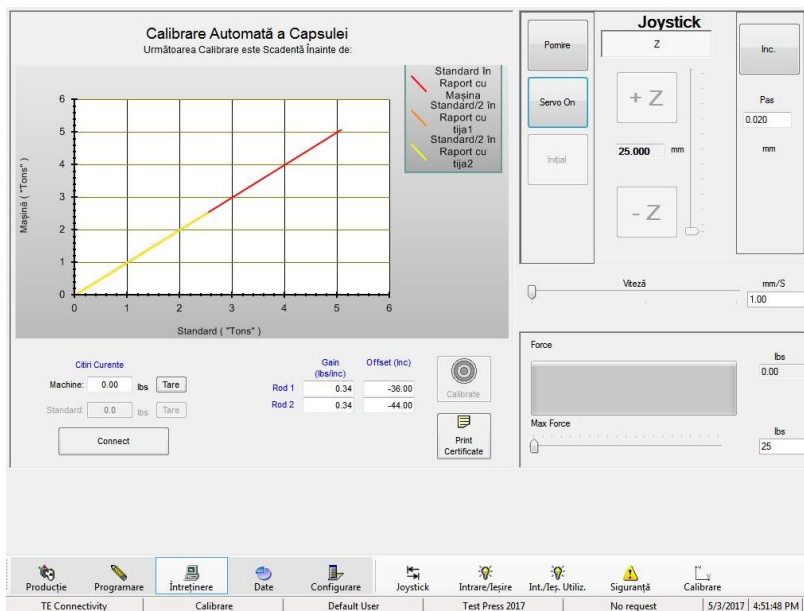 Calibrare Automată a Capsulei
Următoarea Calibrare este Scadentă Înainte de:
Standard în
Raport cu
Mașina
Standard/2 în
Raport cu
tija1
Standard/2 în
Raport cu
tija2
6
5
4
3
2
1
0
Mașină ( "Tons" )
0 1 2 3 4 5 6
Standard ( "Tons" )
Citiri Curente
Machine: 0.00 lbs Tare
Standard: 0.0 lbs Tare
Connect
Gain (lbs/inc) Offset (Inc)
Rod 1 0.34 -36.00
Rod 2 0.34 -44.00
Calibrate
Print
Certificate
Joystick
Pornire
Z
Inc.
Servo On
+ Z
Pas
0.020
mm
Inițial
25.000 mm
- Z
Viteză mm/S
1.00
Force
lbs
0.00
Max Force
lbs
25
Producție Programare Întreținere Date Configurare Joystick Intrare/Ieșire Int./Ieș. Utiliz. Siguranță Calibrare
TE Connectivity Calibrare Default User Test Press 2017 No request 5/3/2017 4:51:48 PM